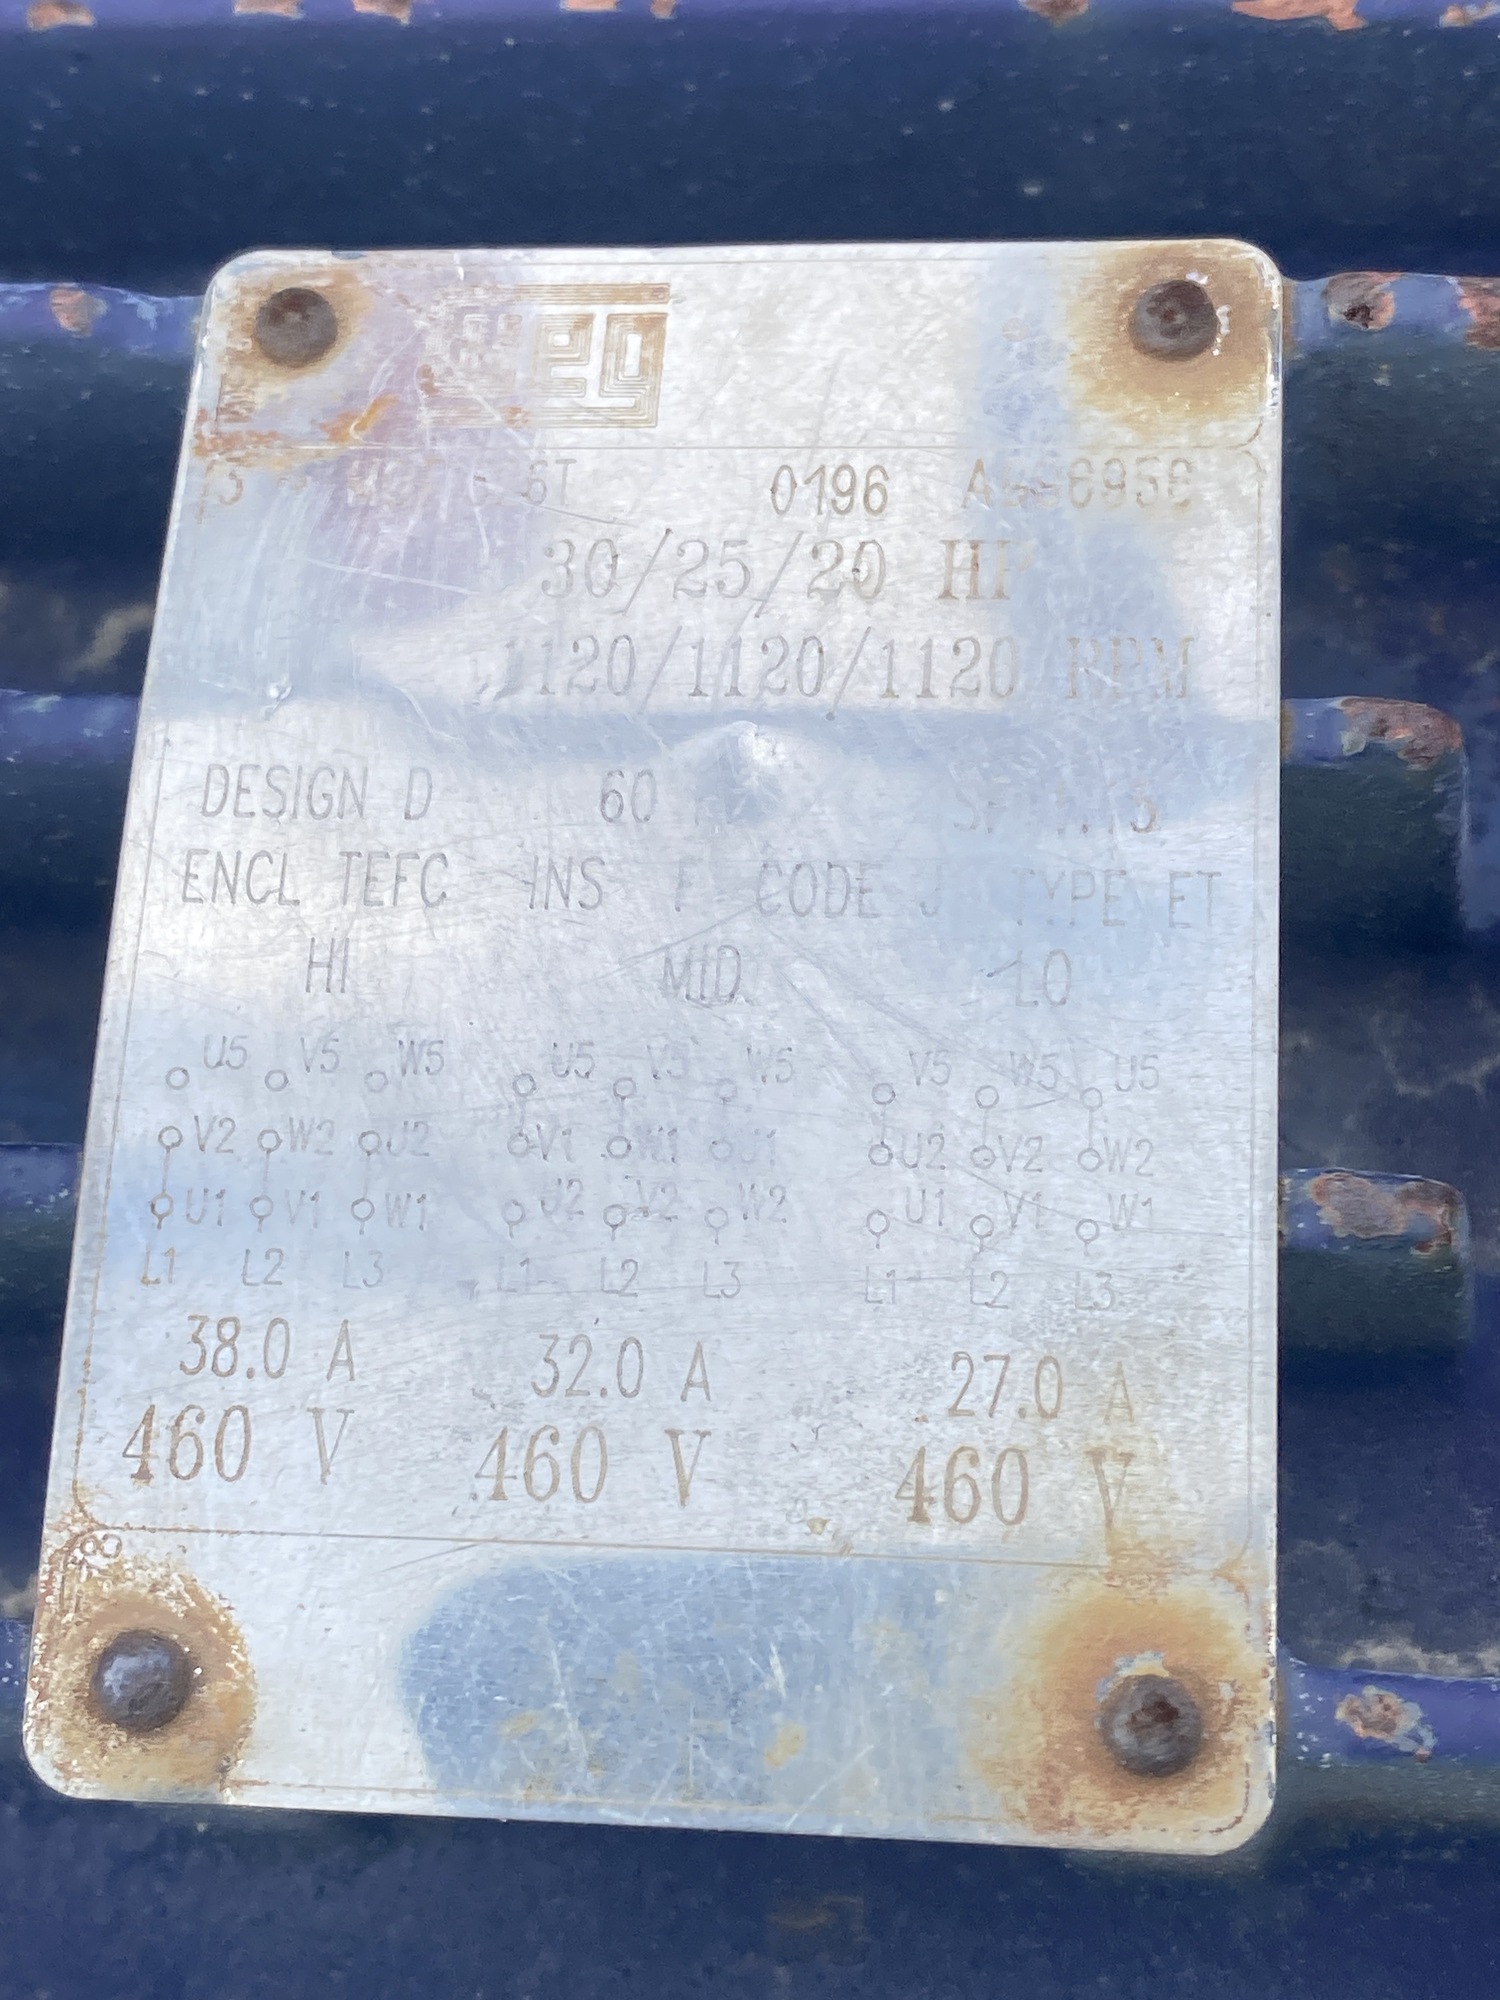 weg
6T 0196
30/25/20 HP
1120/1120/1120 RPM
DESIGN D 60
ENCL TEFC INS F CODE J TYPE ET
HI MID LO
U5 V5 W5 U5 V5 W5 V5 W5 U5
V2 W2 U2 V1 W1 U1 U2 V2 W2
U1 V1 W1 U2 V2 W2 U1 V1 W1
L1 L2 L3 L1 L2 L3 L1 L2 L3
38.0 A 32.0 A 27.0 A
460 V 460 V 460 V